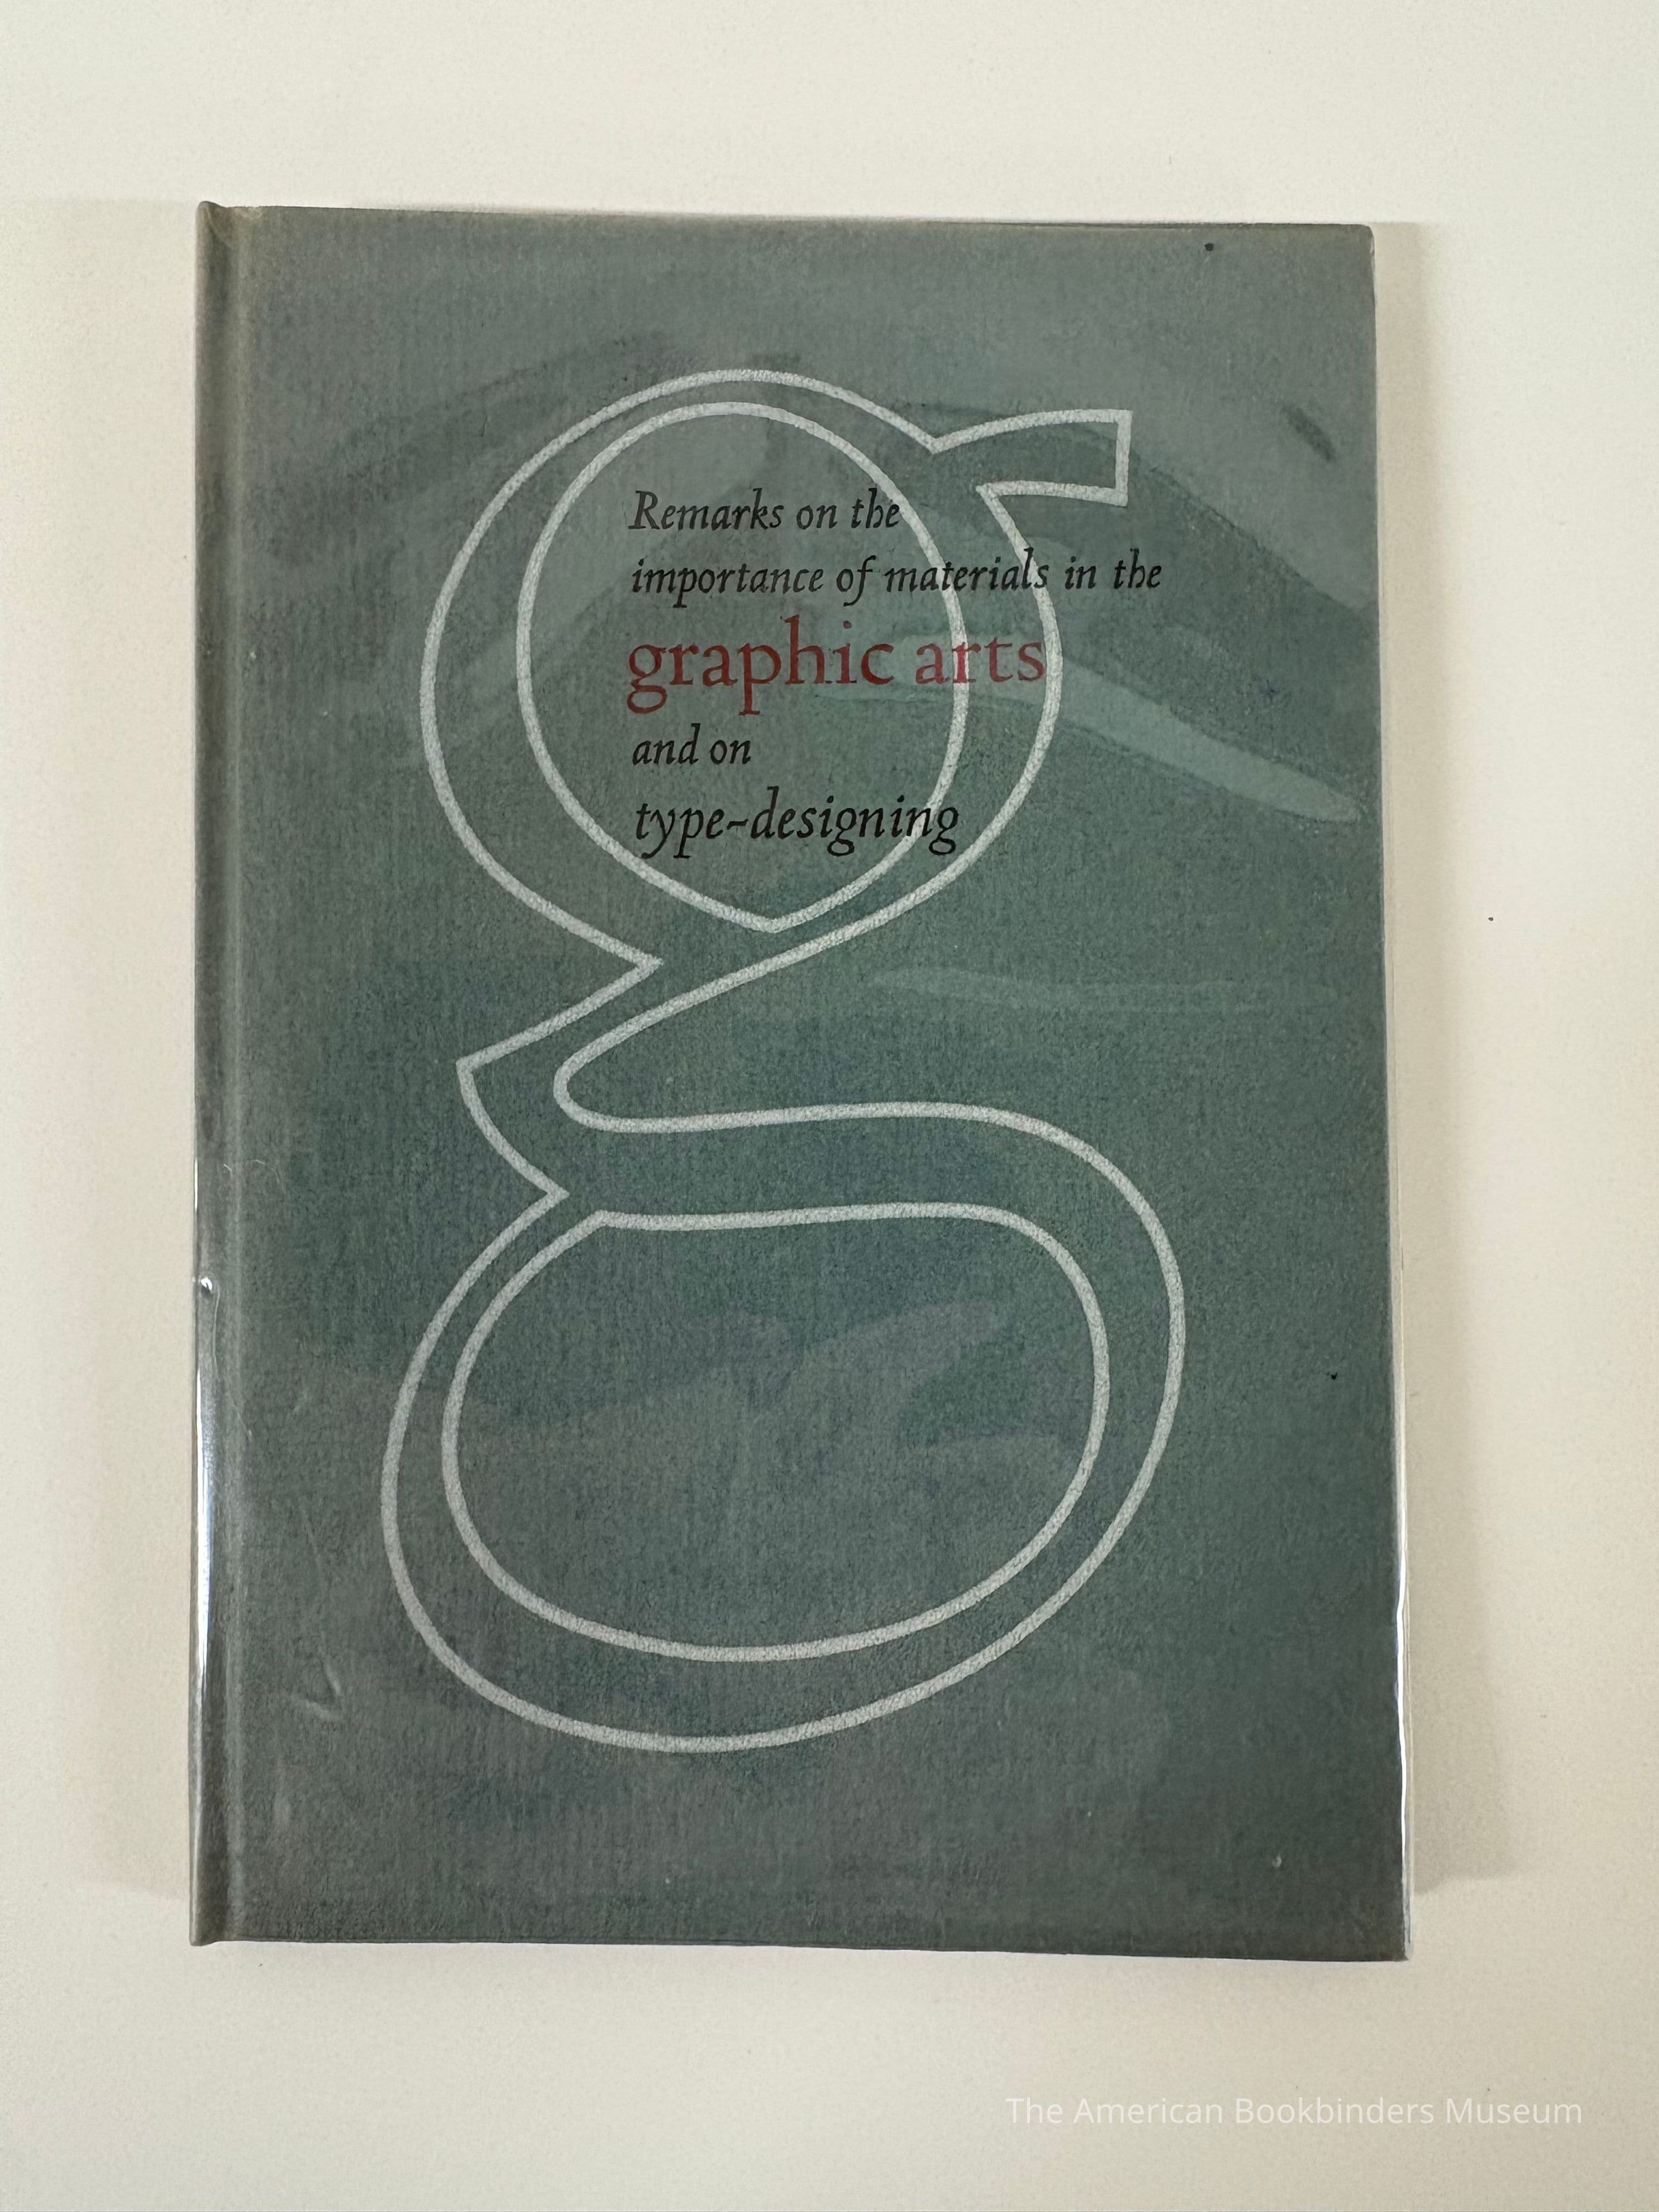 g
Remarks on the
importance of materials in the
graphic arts
and on
type-designing
The American Bookbinders Museum